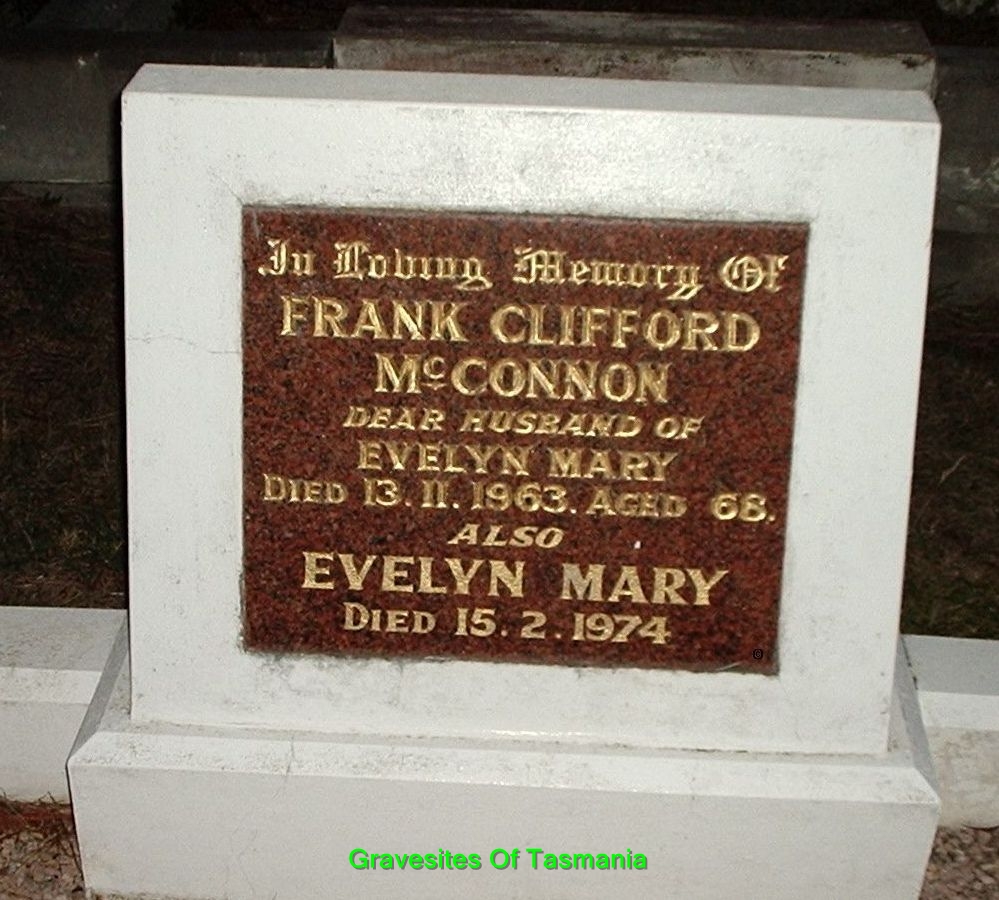 In Loving Memory Of
FRANK CLIFFORD
McCONNON
DEAR HUSBAND OF
EVELYN MARY
DIED 13. 11. 1963. AGED 68.
ALSO
EVELYN MARY
DIED 15. 2. 1974
©
Gravesites Of Tasmania